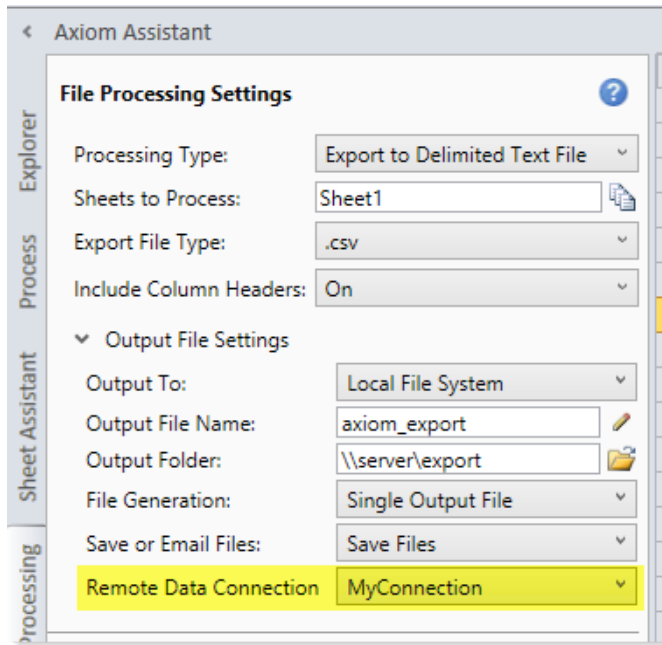 Axiom Assistant
File Processing Settings
?
Explorer
Process
Sheet Assistant
Processing
Processing Type: Export to Delimited Text File
Sheets to Process: Sheet1
Export File Type: .csv
Include Column Headers: On
Output File Settings
Output To: Local File System
Output File Name: axiom_export
Output Folder: \\server\export
File Generation: Single Output File
Save or Email Files: Save Files
Remote Data Connection MyConnection